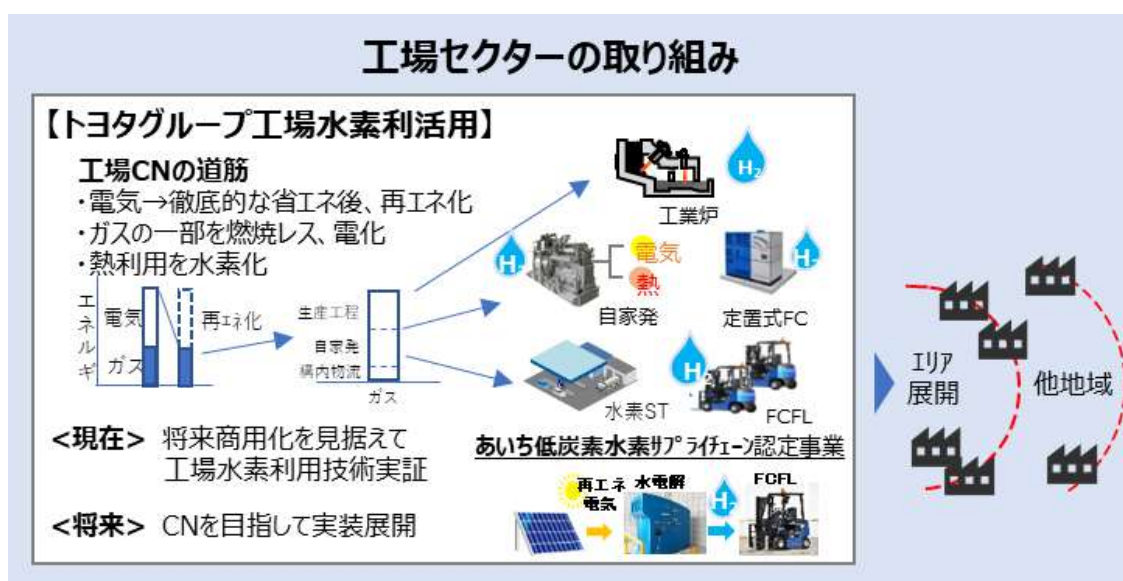 工場セクターの取り組み
【トヨタグループ工場水素利活用】
工場CNの道筋
・電気→徹底的な省エネ後、再エネ化
・ガスの一部を燃焼レス、電化
・熱利用を水素化
エネルギ
電気
ガス
再エネ化
生産工程
自家発
構内物流
ガス
H2
工業炉
電気
熱
自家発
定置式FC
H2
水素ST
FCFL
<現在> 将来商用化を見据えて
工場水素利用技術実証
<将来> CNを目指して実装展開
あいち低炭素水素サプライチェーン認定事業
再エネ
電気
水電解
FCFL
エリア
展開
他地域